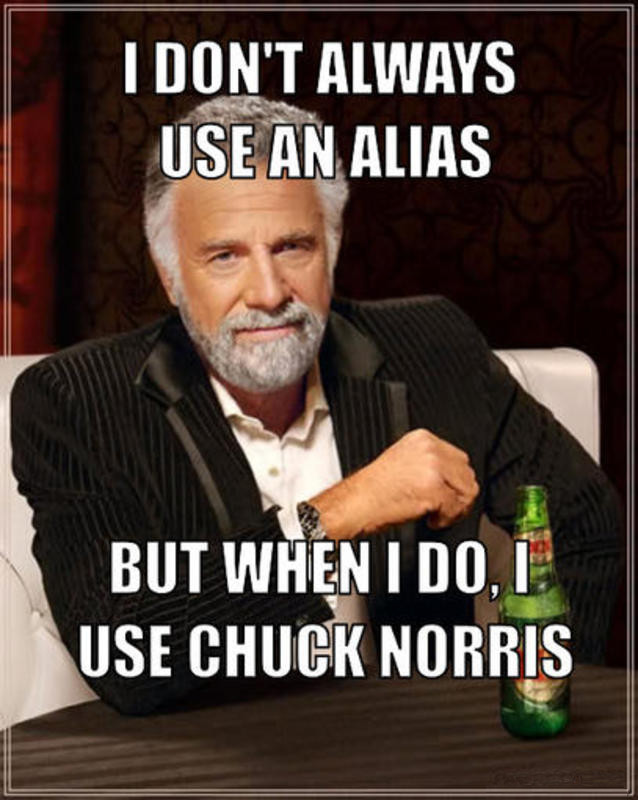 I DON'T ALWAYS
USE AN ALIAS
BUT WHEN I DO, I
USE CHUCK NORRIS